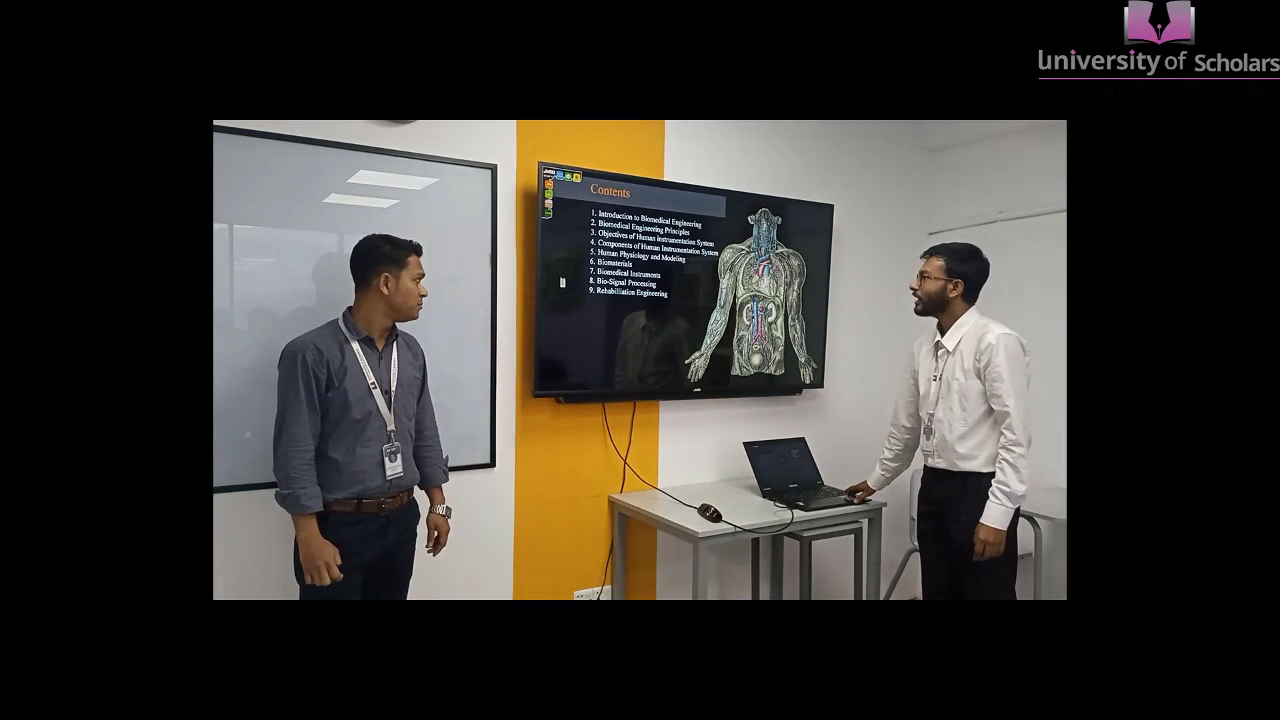 university of Scholars
Contents
1. Introduction to Biomedical Engineering
2. Biomedical Engineering Principles
3. Objectives of Human Instrumentation System
4. Components of Human Instrumentation System
5. Human Physiology and Modeling
6. Biomaterials
7. Biomedical Instruments
8. Bio-Signal Processing
9. Rehabilitation Engineering